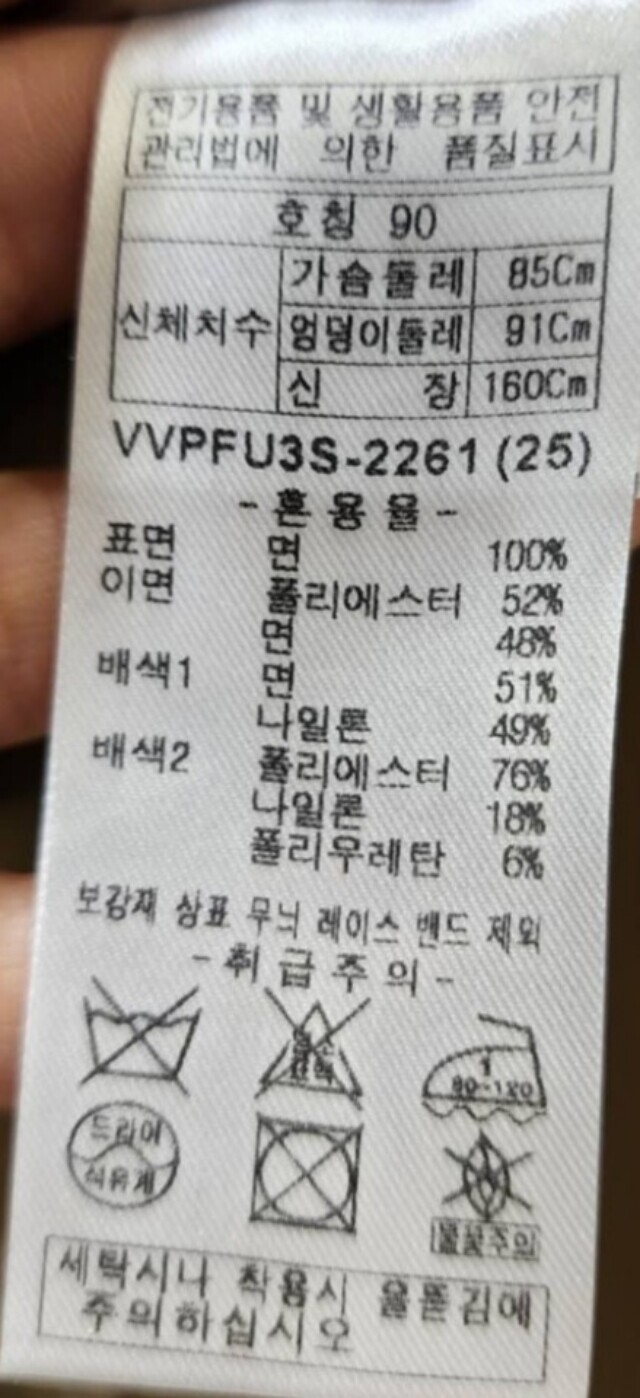 전기용품 및 생활용품 안전
관리법에 의한 품질표시
호칭 90
신체치수
가슴둘레 85Cm
엉덩이둘레 91Cm
신 장 160Cm
VVPFU3S-2261 (25)
- 혼 용 율 -
표면 면 100%
이면 폴리에스터 52%
면 48%
배색1 면 51%
나일론 49%
배색2 폴리에스터 76%
나일론 18%
폴리우레탄 6%
보강재 상표 무늬 레이스 밴드 제외
- 취 급 주 의 -
염소
표백
1
80-120
드라이
석유계
불꽃주의
세탁시나 착용시 올뜯김에
주의하십시오